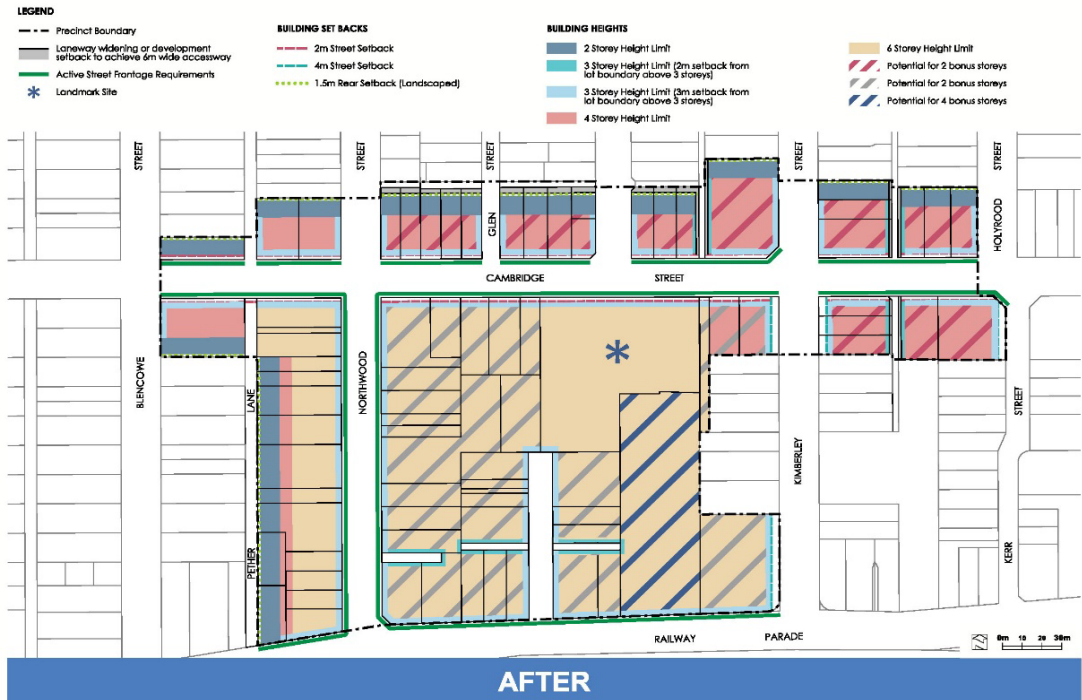 LEGEND
Precinct Boundary
Laneway widening or development
setback to achieve 6m wide accessway
Active Street Frontage Requirements
Landmark Site
BUILDING SET BACKS
2m Street Setback
4m Street Setback
1.5m Rear Setback (Landscaped)
BUILDING HEIGHTS
2 Storey Height Limit
3 Storey Height Limit (2m setback from
lot boundary above 3 storeys)
3 Storey Height Limit (3m setback from
lot boundary above 3 storeys)
4 Storey Height Limit
6 Storey Height Limit
Potential for 2 bonus storeys
Potential for 2 bonus storeys
Potential for 4 bonus storeys
STREET
STREET
STREET
STREET
STREET
GLEN
HOLYROOD
CAMBRIDGE STREET
BLENCOWE
LANE
PETHER
NORTHWOOD
KIMBERLEY
STREET
KERR
RAILWAY PARADE
0m 10 20 30m
AFTER